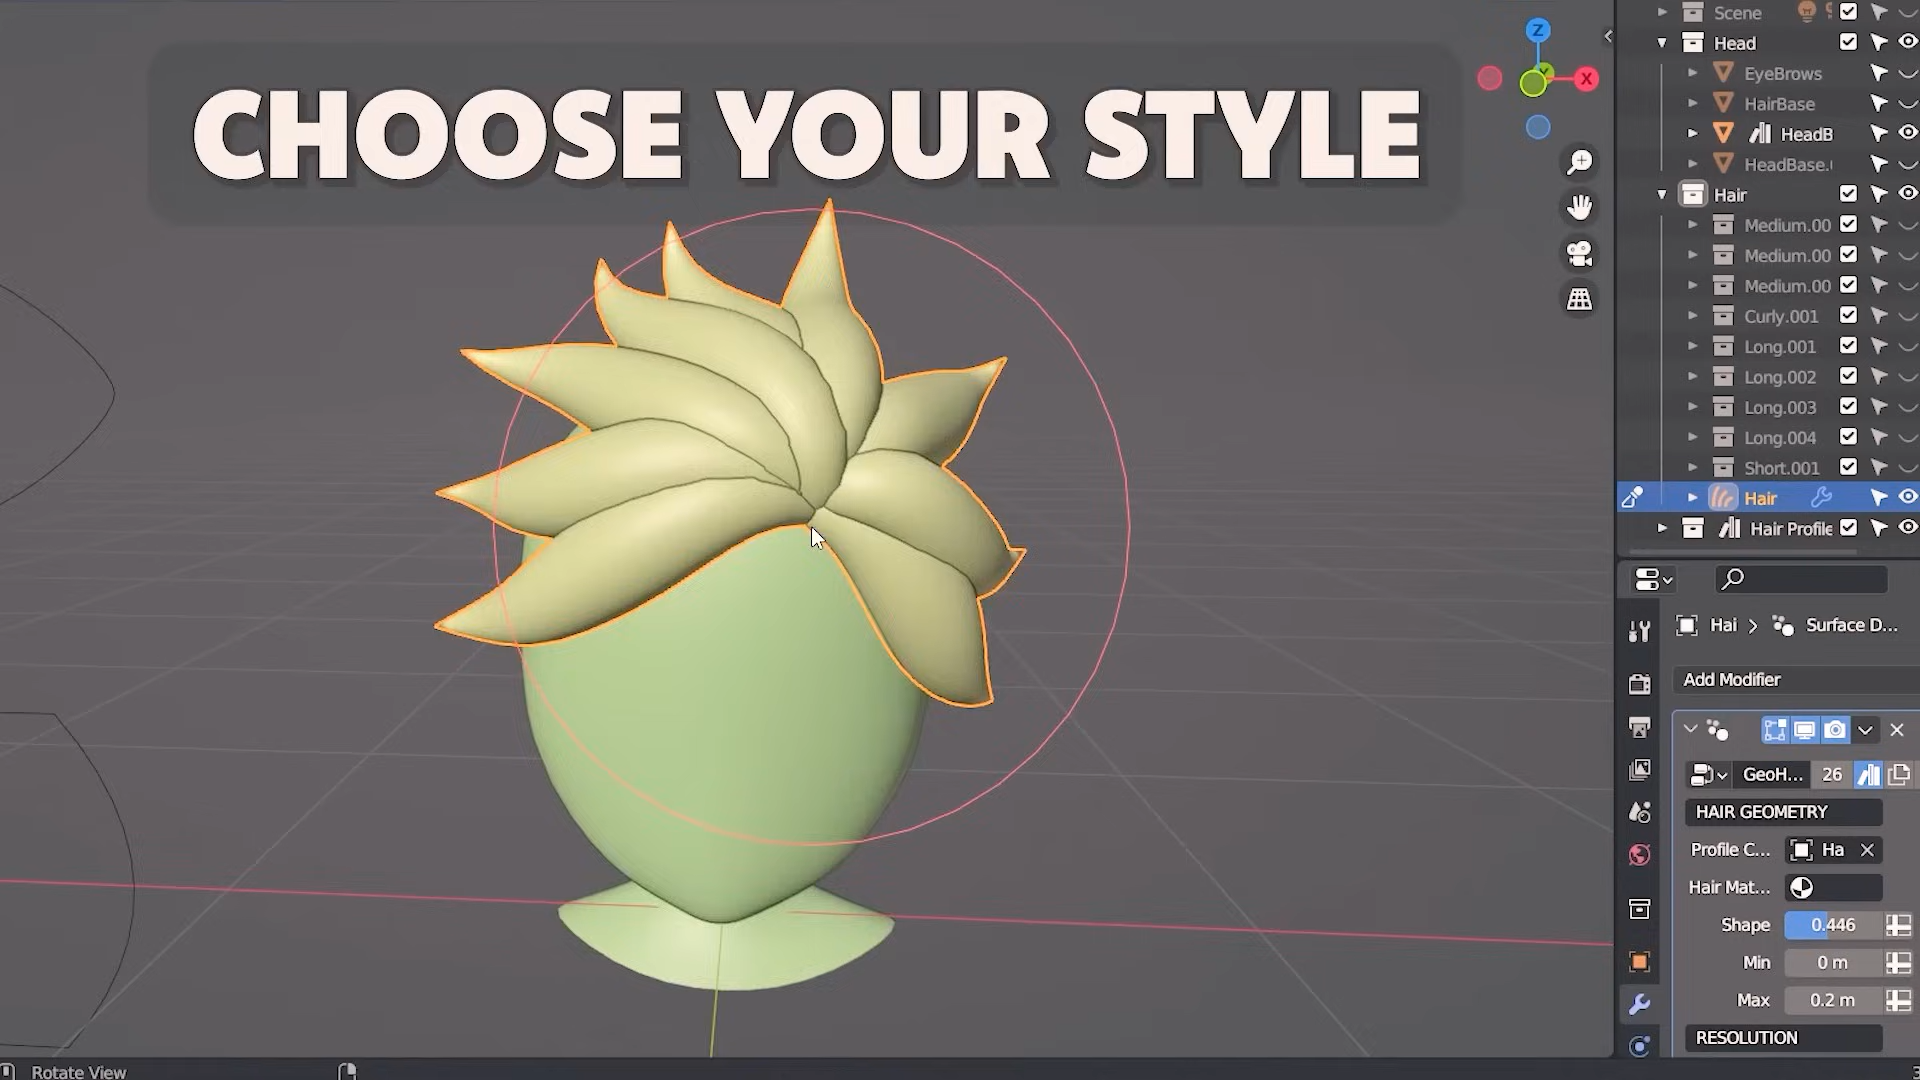 CHOOSE YOUR STYLE
Z
Y
X
Scene
Head
EyeBrows
HairBase
HeadB
HeadBase.
Hair
Medium.00
Medium.00
Medium.00
Curly.001
Long.001
Long.002
Long.003
Long.004
Short.001
Hair
Hair Profile
Hai > Surface D...
Add Modifier
GeoH... 26
HAIR GEOMETRY
Profile C... Ha
Hair Mat...
Shape 0.446
Min 0 m
Max 0.2 m
RESOLUTION
Rotate View